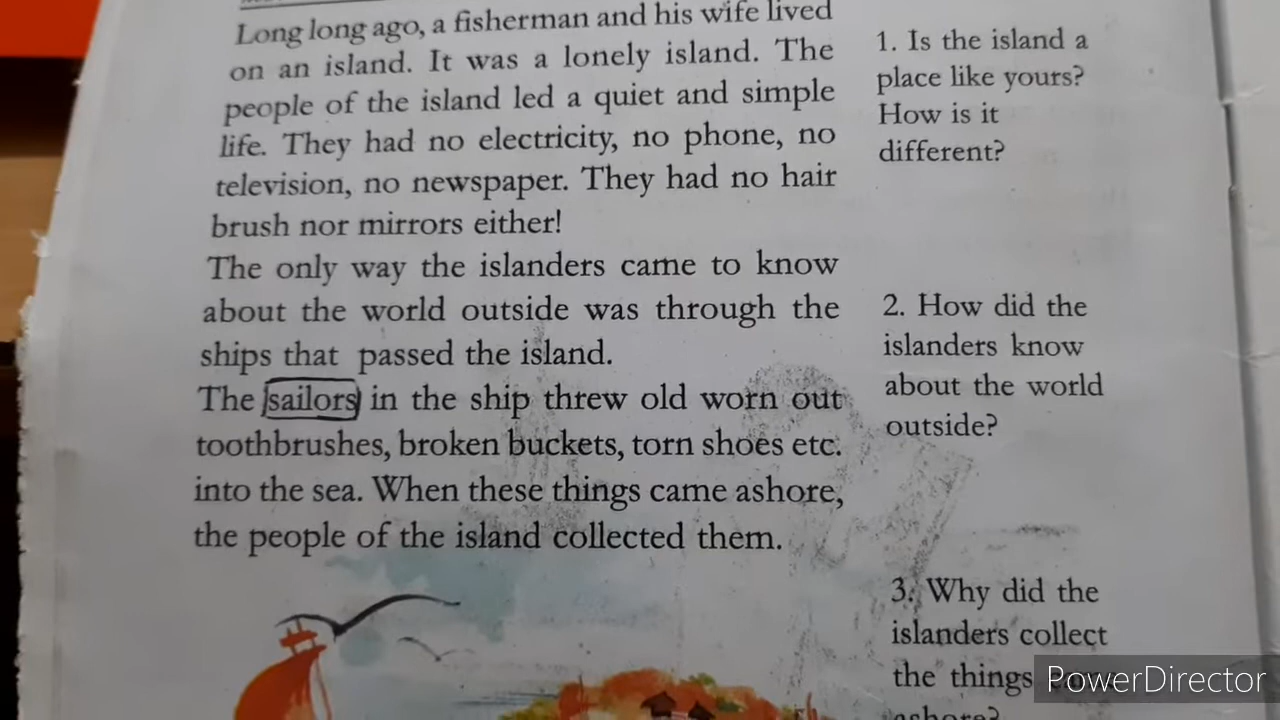 Long long ago, a fisherman and his wife lived
on an island. It was a lonely island. The
people of the island led a quiet and simple
life. They had no electricity, no phone, no
television, no newspaper. They had no hair
brush nor mirrors either!
The only way the islanders came to know
about the world outside was through the
ships that passed the island.
The sailors in the ship threw old worn out
toothbrushes, broken buckets, torn shoes etc.
into the sea. When these things came ashore,
the people of the island collected them.
1. Is the island a
place like yours?
How is it
different?
2. How did the
islanders know
about the world
outside?
3. Why did the
islanders collect
the things
ashore?
PowerDirector